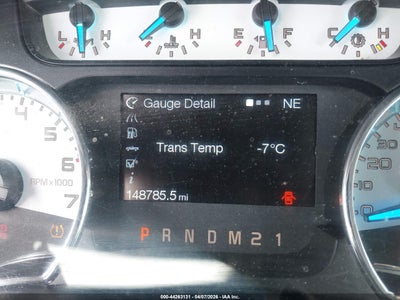 L H C H E F L H
Gauge Detail NE
Trans Temp -7°C
148785.5 mi
RPM x1000
6
7
0
P R N D M 2 1
000-44263131 - 04/07/2026 - IAA Inc.